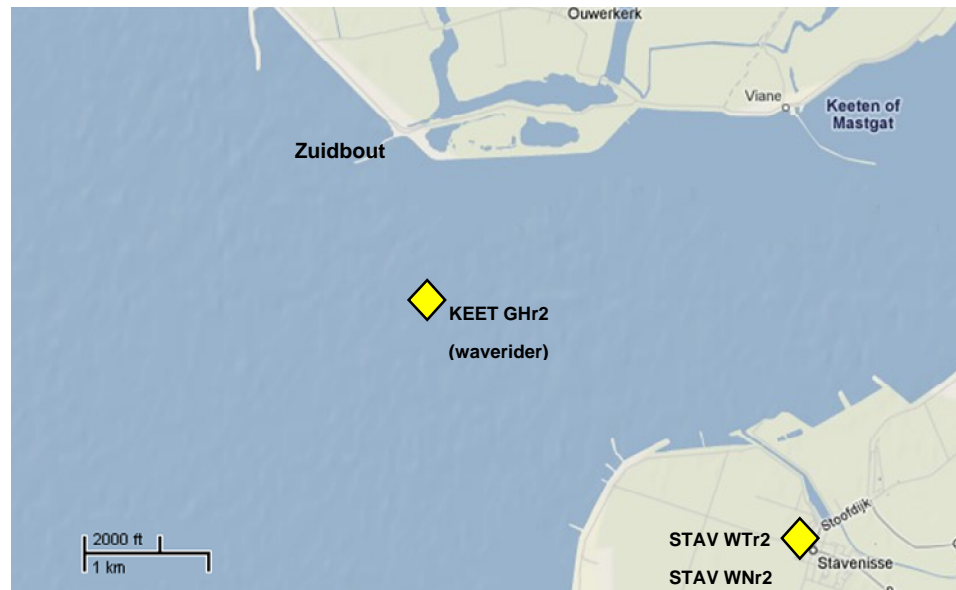 Ouwerkerk
Viane
Keeten of
Mastgat
Zuidbout
KEET GHr2
(waverider)
2000 ft
1 km
STAV WTr2
Stoofdijk
Stavenisse
STAV WNr2